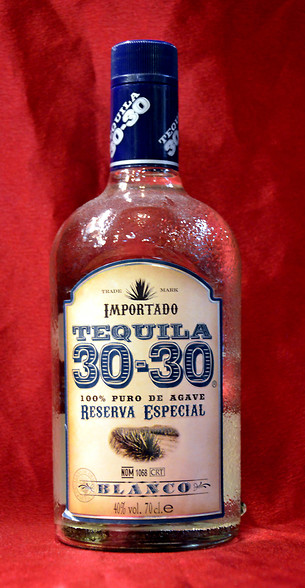 TEQUILA
30-30
TEQUILA
30-30
TRADE MARK
IMPORTADO
TEQUILA
30-30®
100% PURO DE AGAVE
RESERVA ESPECIAL
NOM 1068 CRT
BLANCO
40% vol. 70 cl. e